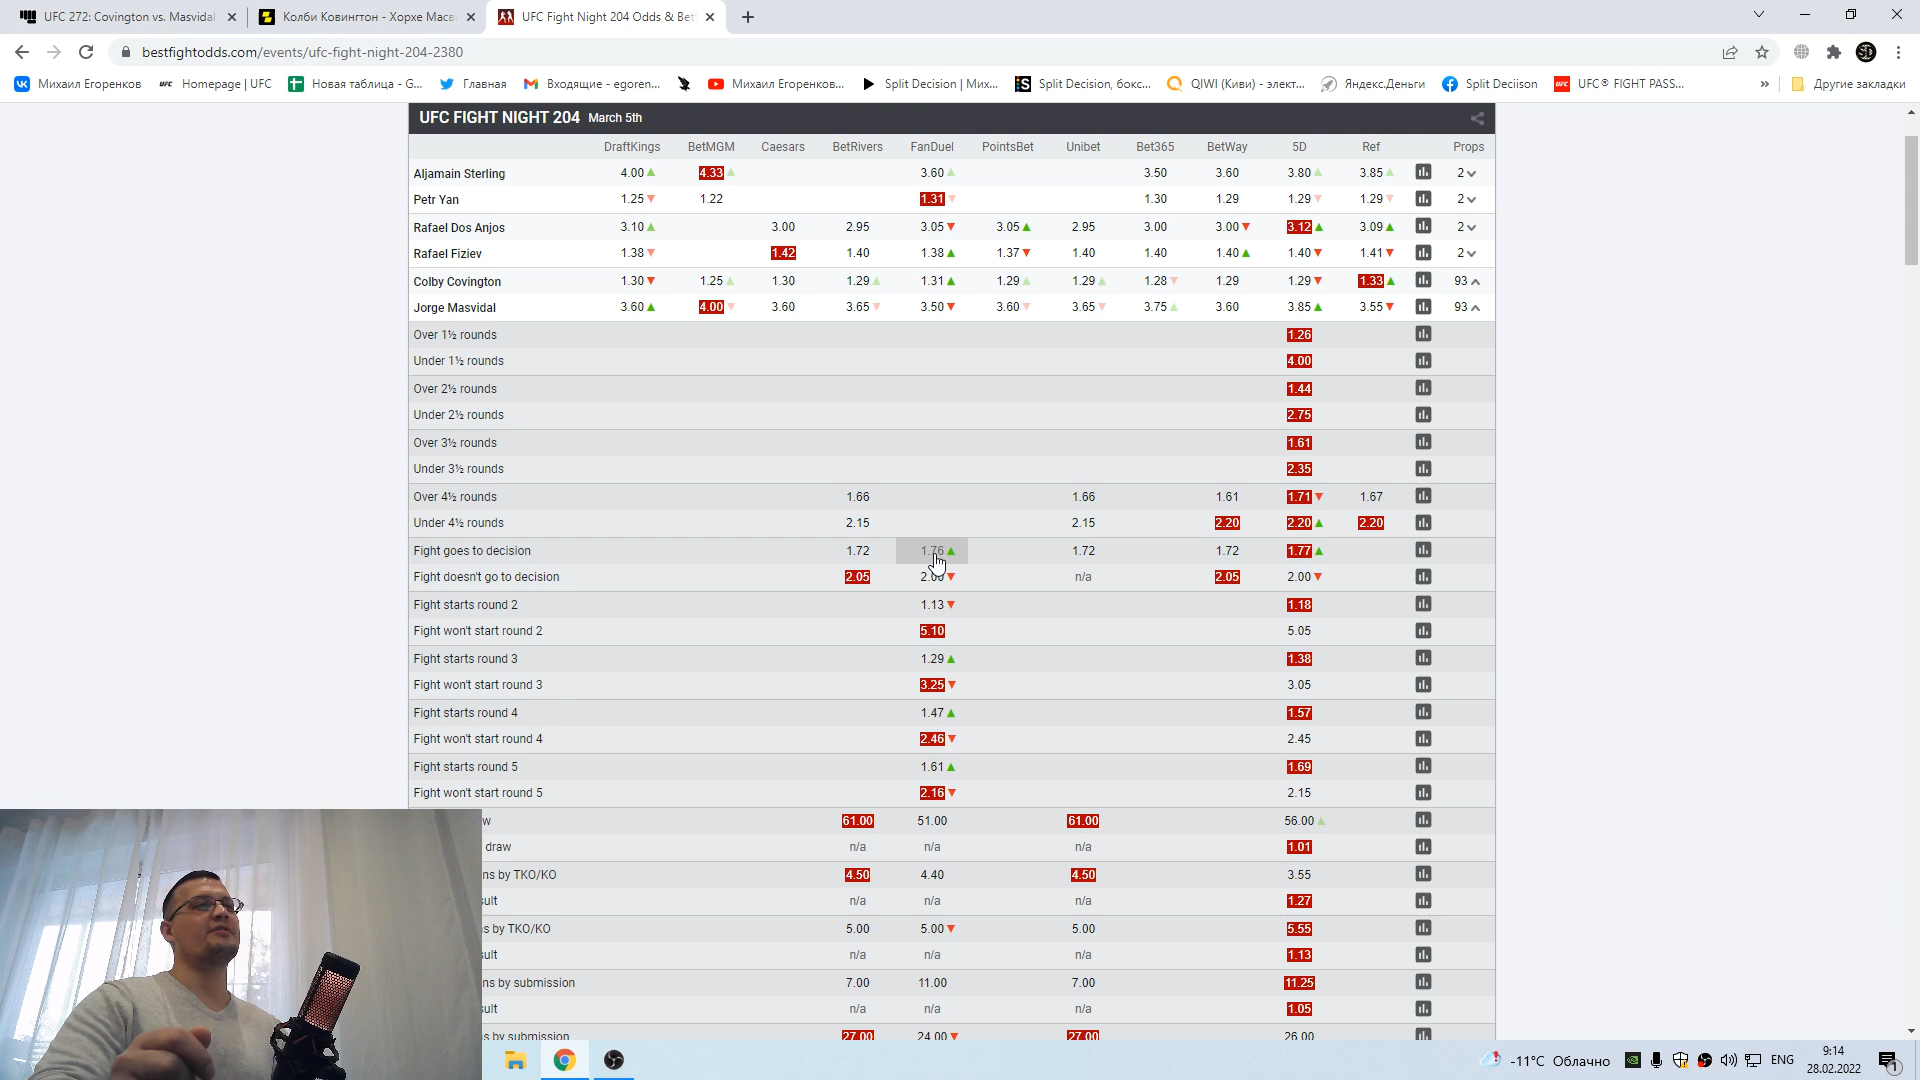 UFC 272: Covington vs. Masvidal
Колби Ковингтон - Хорхе Масв
UFC Fight Night 204 Odds & Bet
bestfightodds.com/events/ufc-fight-night-204-2380
Михаил Егоренков
Homepage | UFC
Новая таблица - G...
Главная
Входящие - egoren...
Михаил Егоренков...
Split Decision | Мих...
Split Decision, бокс...
QIWI (Киви) - элект...
Яндекс.Деньги
Split Deciison
UFC® FIGHT PASS...
»
Другие закладки
UFC FIGHT NIGHT 204 March 5th
DraftKings BetMGM Caesars BetRivers FanDuel PointsBet Unibet Bet365 BetWay 5D Ref Props
Aljamain Sterling 4.00 4.33 3.60 3.50 3.60 3.80 3.85 2
Petr Yan 1.25 1.22 1.31 1.30 1.29 1.29 1.29 2
Rafael Dos Anjos 3.10 3.00 2.95 3.05 3.05 2.95 3.00 3.00 3.12 3.09 2
Rafael Fiziev 1.38 1.42 1.40 1.38 1.37 1.40 1.40 1.40 1.40 1.41 2
Colby Covington 1.30 1.25 1.30 1.29 1.31 1.29 1.29 1.28 1.29 1.29 1.33 93
Jorge Masvidal 3.60 4.00 3.60 3.65 3.50 3.60 3.65 3.75 3.60 3.85 3.55 93
Over 1½ rounds 1.26
Under 1½ rounds 4.00
Over 2½ rounds 1.44
Under 2½ rounds 2.75
Over 3½ rounds 1.61
Under 3½ rounds 2.35
Over 4½ rounds 1.66 1.66 1.61 1.71 1.67
Under 4½ rounds 2.15 2.15 2.20 2.20 2.20
Fight goes to decision 1.72 1.76 1.72 1.72 1.77
Fight doesn't go to decision 2.05 2.00 n/a 2.05 2.00
Fight starts round 2 1.13 1.18
Fight won't start round 2 5.10 5.05
Fight starts round 3 1.29 1.38
Fight won't start round 3 3.25 3.05
Fight starts round 4 1.47 1.57
Fight won't start round 4 2.46 2.45
Fight starts round 5 1.61 1.69
Fight won't start round 5 2.16 2.15
w 61.00 51.00 61.00 56.00
draw n/a n/a n/a 1.01
ns by TKO/KO 4.50 4.40 4.50 3.55
sult n/a n/a n/a 1.27
s by TKO/KO 5.00 5.00 5.00 5.55
sult n/a n/a n/a 1.13
ns by submission 7.00 11.00 7.00 11.25
sult n/a n/a n/a 1.05
s by submission 27.00 24.00 27.00 26.00
-11°C Облачно
ENG
9:14
28.02.2022
1